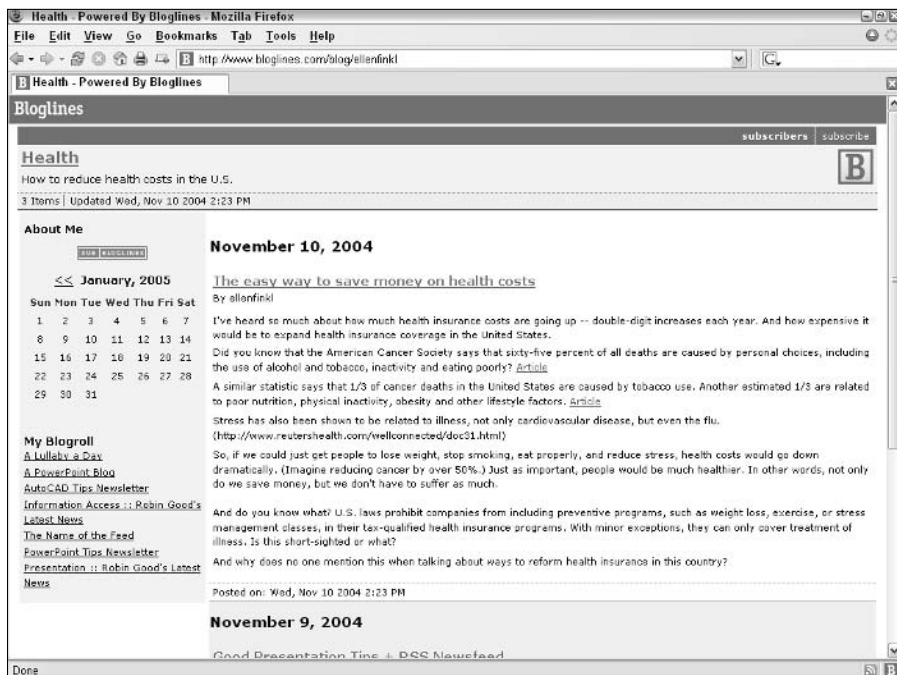 Health - Powered By Bloglines - Mozilla Firefox
File Edit View Go Bookmarks Tab Tools Help
B http://www.bloglines.com/blog/ellenfinkl G
B Health - Powered By Bloglines
Bloglines
subscribers | subscribe
Health
B
How to reduce health costs in the U.S.
3 Items | Updated Wed, Nov 10 2004 2:23 PM
About Me
SUB BLOGLINES
<< January, 2005
Sun Mon Tue Wed Thu Fri Sat
1 2 3 4 5 6 7
8 9 10 11 12 13 14
15 16 17 18 19 20 21
22 23 24 25 26 27 28
29 30 31
My Blogroll
A Lullaby a Day
A PowerPoint Blog
AutoCAD Tips Newsletter
Information Access :: Robin Good's
Latest News
The Name of the Feed
PowerPoint Tips Newsletter
Presentation :: Robin Good's Latest
News
November 10, 2004
The easy way to save money on health costs
By ellenfinkl
I've heard so much about how much health insurance costs are going up -- double-digit increases each year. And how expensive it
would be to expand health insurance coverage in the United States.
Did you know that the American Cancer Society says that sixty-five percent of all deaths are caused by personal choices, including
the use of alcohol and tobacco, inactivity and eating poorly? Article
A similar statistic says that 1/3 of cancer deaths in the United States are caused by tobacco use. Another estimated 1/3 are related
to poor nutrition, physical inactivity, obesity and other lifestyle factors. Article
Stress has also been shown to be related to illness, not only cardiovascular disease, but even the flu.
(http://www.reutershealth.com/wellconnected/doc31.html)
So, if we could just get people to lose weight, stop smoking, eat properly, and reduce stress, health costs would go down
dramatically. (Imagine reducing cancer by over 50%.) Just as important, people would be much healthier. In other words, not only
do we save money, but we don't have to suffer as much.
And do you know what? U.S. laws prohibit companies from including preventive programs, such as weight loss, exercise, or stress
management classes, in their tax-qualified health insurance programs. With minor exceptions, they can only cover treatment of
illness. Is this short-sighted or what?
And why does no one mention this when talking about ways to reform health insurance in this country?
Posted on: Wed, Nov 10 2004 2:23 PM
November 9, 2004
Good Presentation Tips + RSS Newsfeed
Done
B